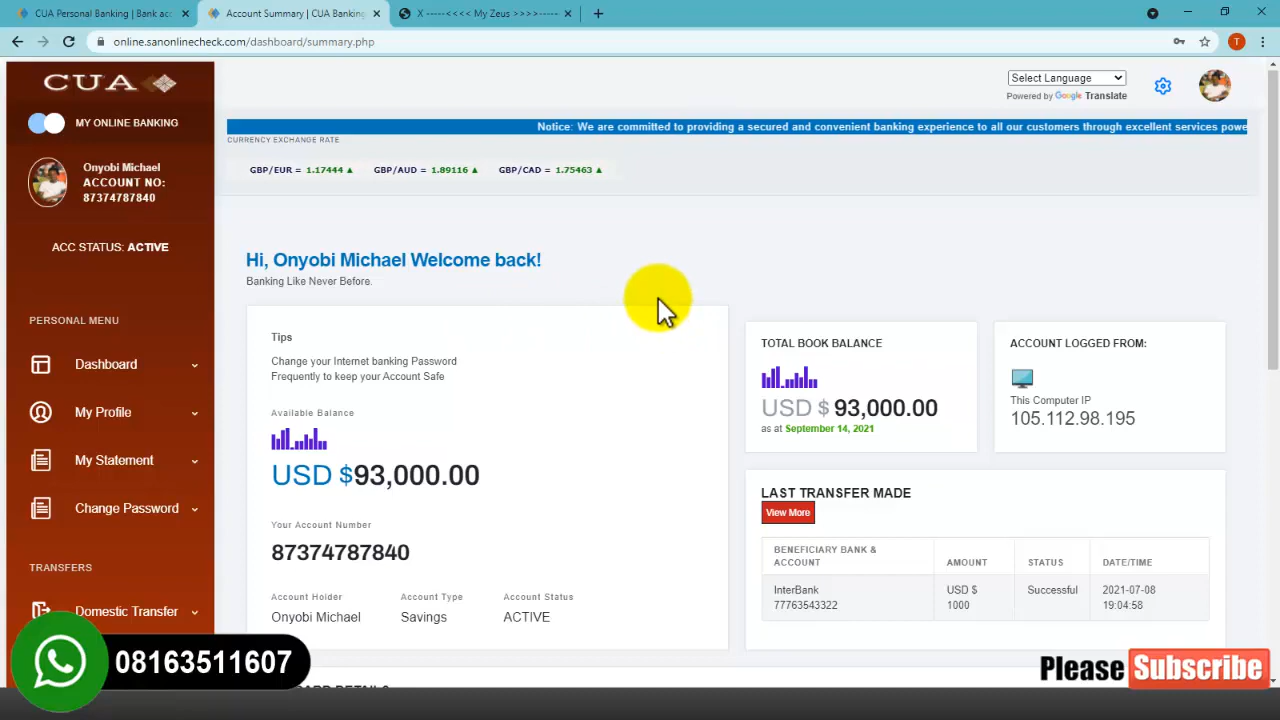 CUA Personal Banking | Bank acc
Account Summary | CUA Banking
X -----<<<< My Zeus >>>>-----
online.sanonlinecheck.com/dashboard/summary.php
T
CUA
MY ONLINE BANKING
Onyobi Michael
ACCOUNT NO:
87374787840
ACC STATUS: ACTIVE
PERSONAL MENU
Dashboard
My Profile
My Statement
Change Password
TRANSFERS
Domestic Transfer
Select Language
Powered by Google Translate
Notice: We are committed to providing a secured and convenient banking experience to all our customers through excellent services powe
CURRENCY EXCHANGE RATE
GBP/EUR = 1.17444 ▲ GBP/AUD = 1.89116 ▲ GBP/CAD = 1.75463 ▲
Hi, Onyobi Michael Welcome back!
Banking Like Never Before.
Tips
Change your Internet banking Password
Frequently to keep your Account Safe
Available Balance
USD $93,000.00
Your Account Number
87374787840
Account Holder Account Type Account Status
Onyobi Michael Savings ACTIVE
TOTAL BOOK BALANCE
USD $ 93,000.00
as at September 14, 2021
ACCOUNT LOGGED FROM:
This Computer IP
105.112.98.195
LAST TRANSFER MADE
View More
BENEFICIARY BANK &
ACCOUNT AMOUNT STATUS DATE/TIME
InterBank USD $ Successful 2021-07-08
77763543322 1000 19:04:58
08163511607
Please Subscribe